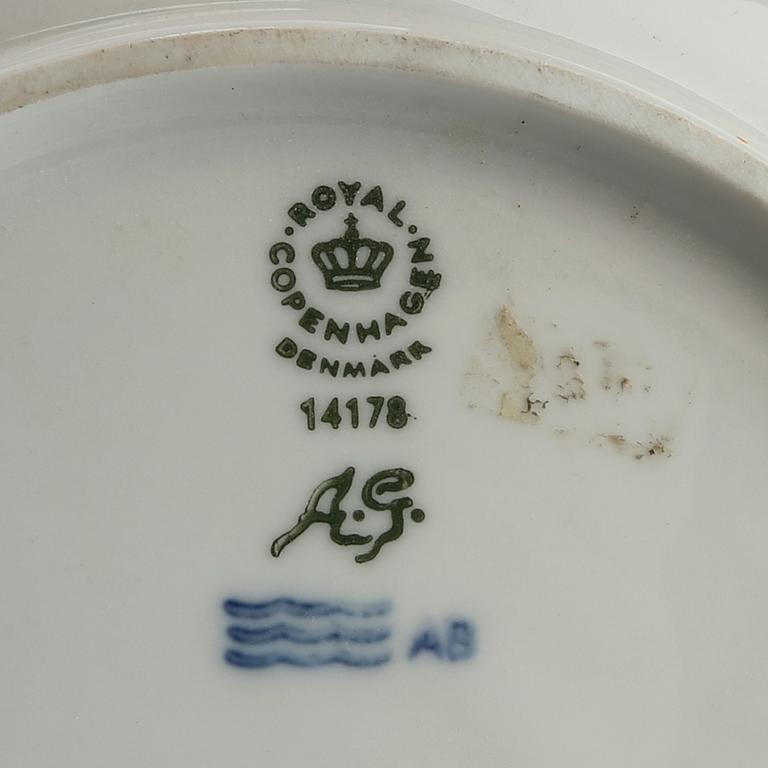 ROYAL
COPENHAGEN
DENMARK
14178
A.G.
AB